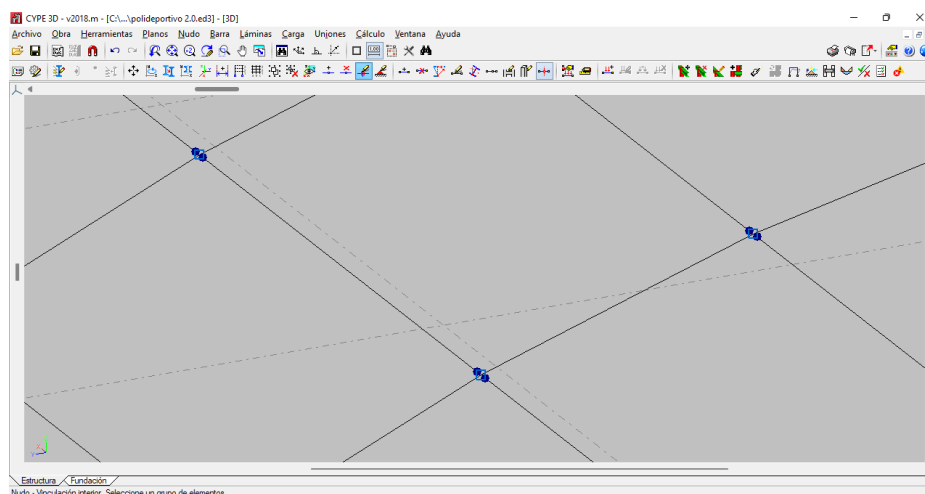 CYPE 3D - v2018.m - [C:\...\polideportivo 2.0.ed3] - [3D]
Archivo Obra Herramientas Planos Nudo Barra Láminas Carga Uniones Cálculo Ventana Ayuda
Estructura Fundación
Nudo - Vinculación interior. Seleccione un grupo de elementos